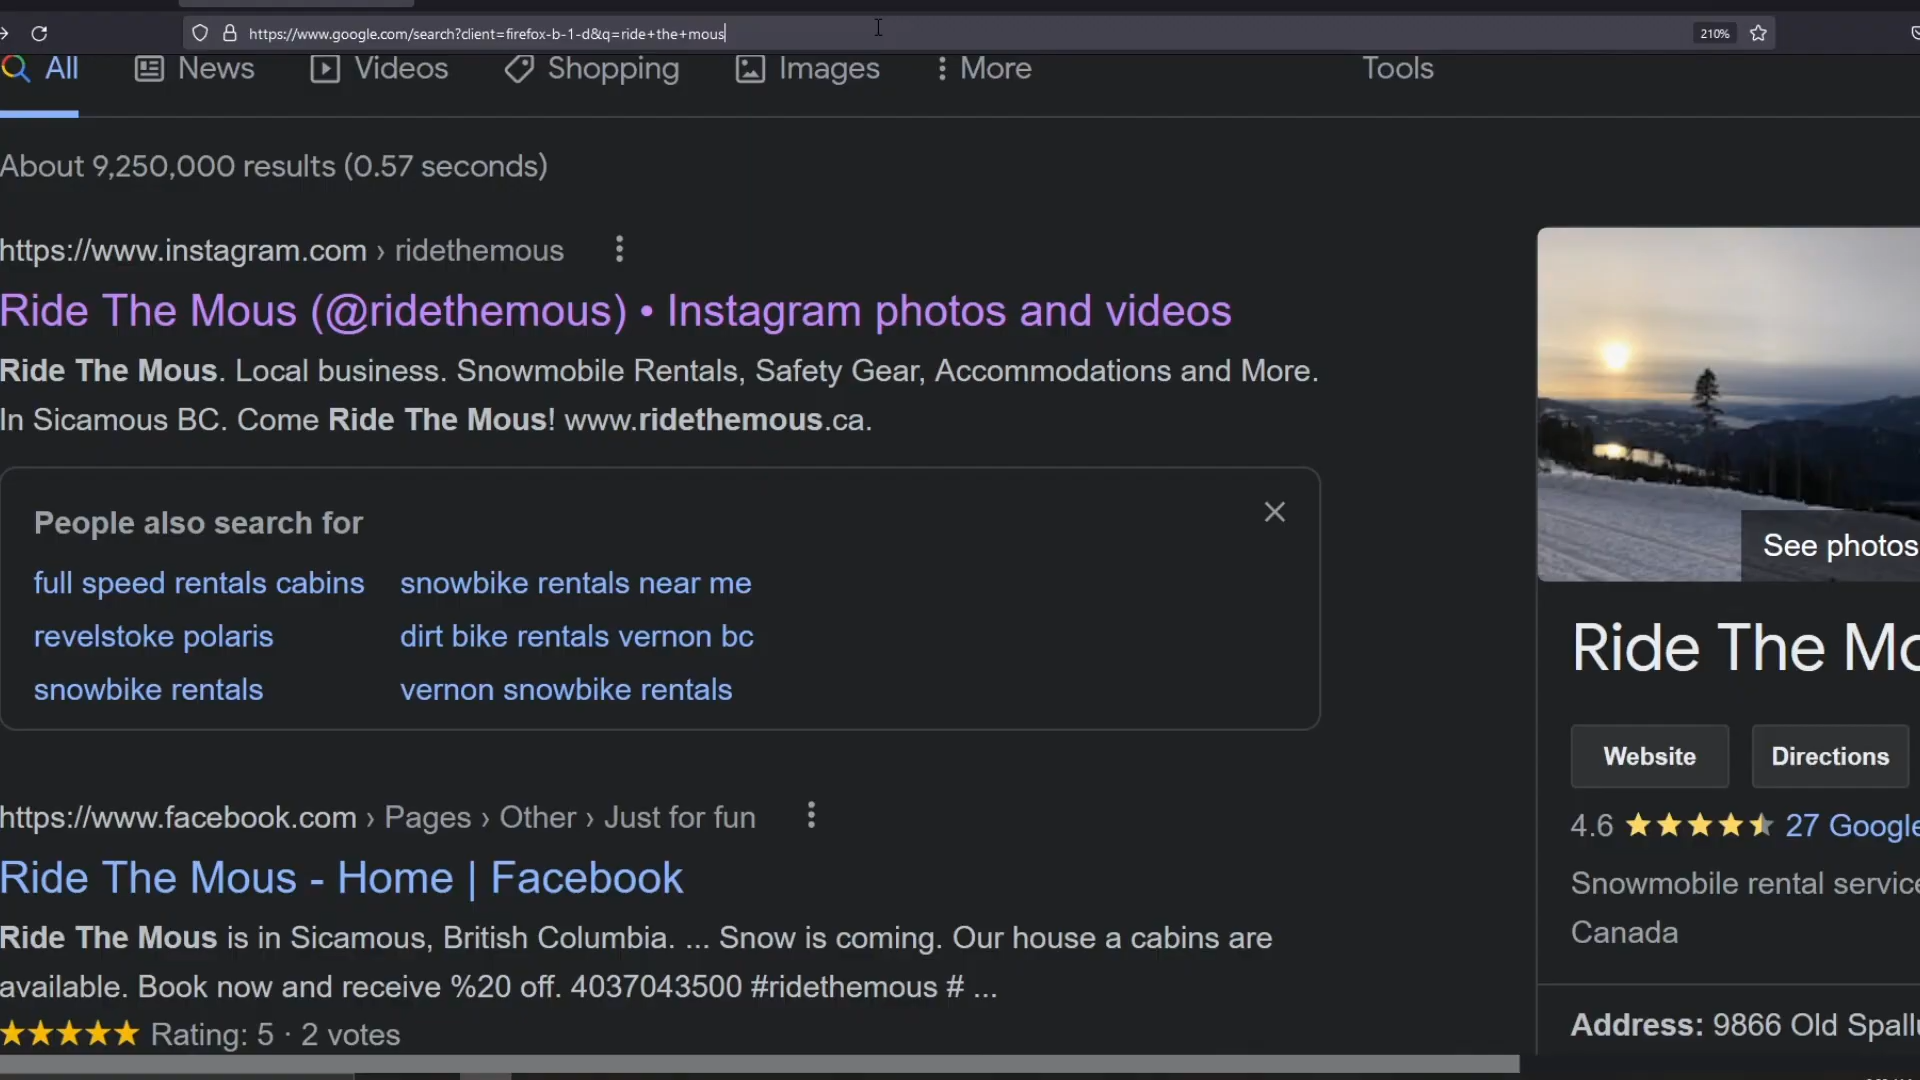 https://www.google.com/search?client=firefox-b-1-d&q=ride+the+mous
210%
All
News
Videos
Shopping
Images
More
Tools
About 9,250,000 results (0.57 seconds)
https://www.instagram.com › ridethemous
Ride The Mous (@ridethemous) • Instagram photos and videos
Ride The Mous. Local business. Snowmobile Rentals, Safety Gear, Accommodations and More.
In Sicamous BC. Come Ride The Mous! www.ridethemous.ca.
People also search for
full speed rentals cabins
snowbike rentals near me
revelstoke polaris
dirt bike rentals vernon bc
snowbike rentals
vernon snowbike rentals
https://www.facebook.com › Pages › Other › Just for fun
Ride The Mous - Home | Facebook
Ride The Mous is in Sicamous, British Columbia. ... Snow is coming. Our house a cabins are
available. Book now and receive %20 off. 4037043500 #ridethemous # ...
Rating: 5 · 2 votes
See photos
Ride The Mo
Website
Directions
4.6
27 Google
Snowmobile rental service
Canada
Address: 9866 Old Spallu